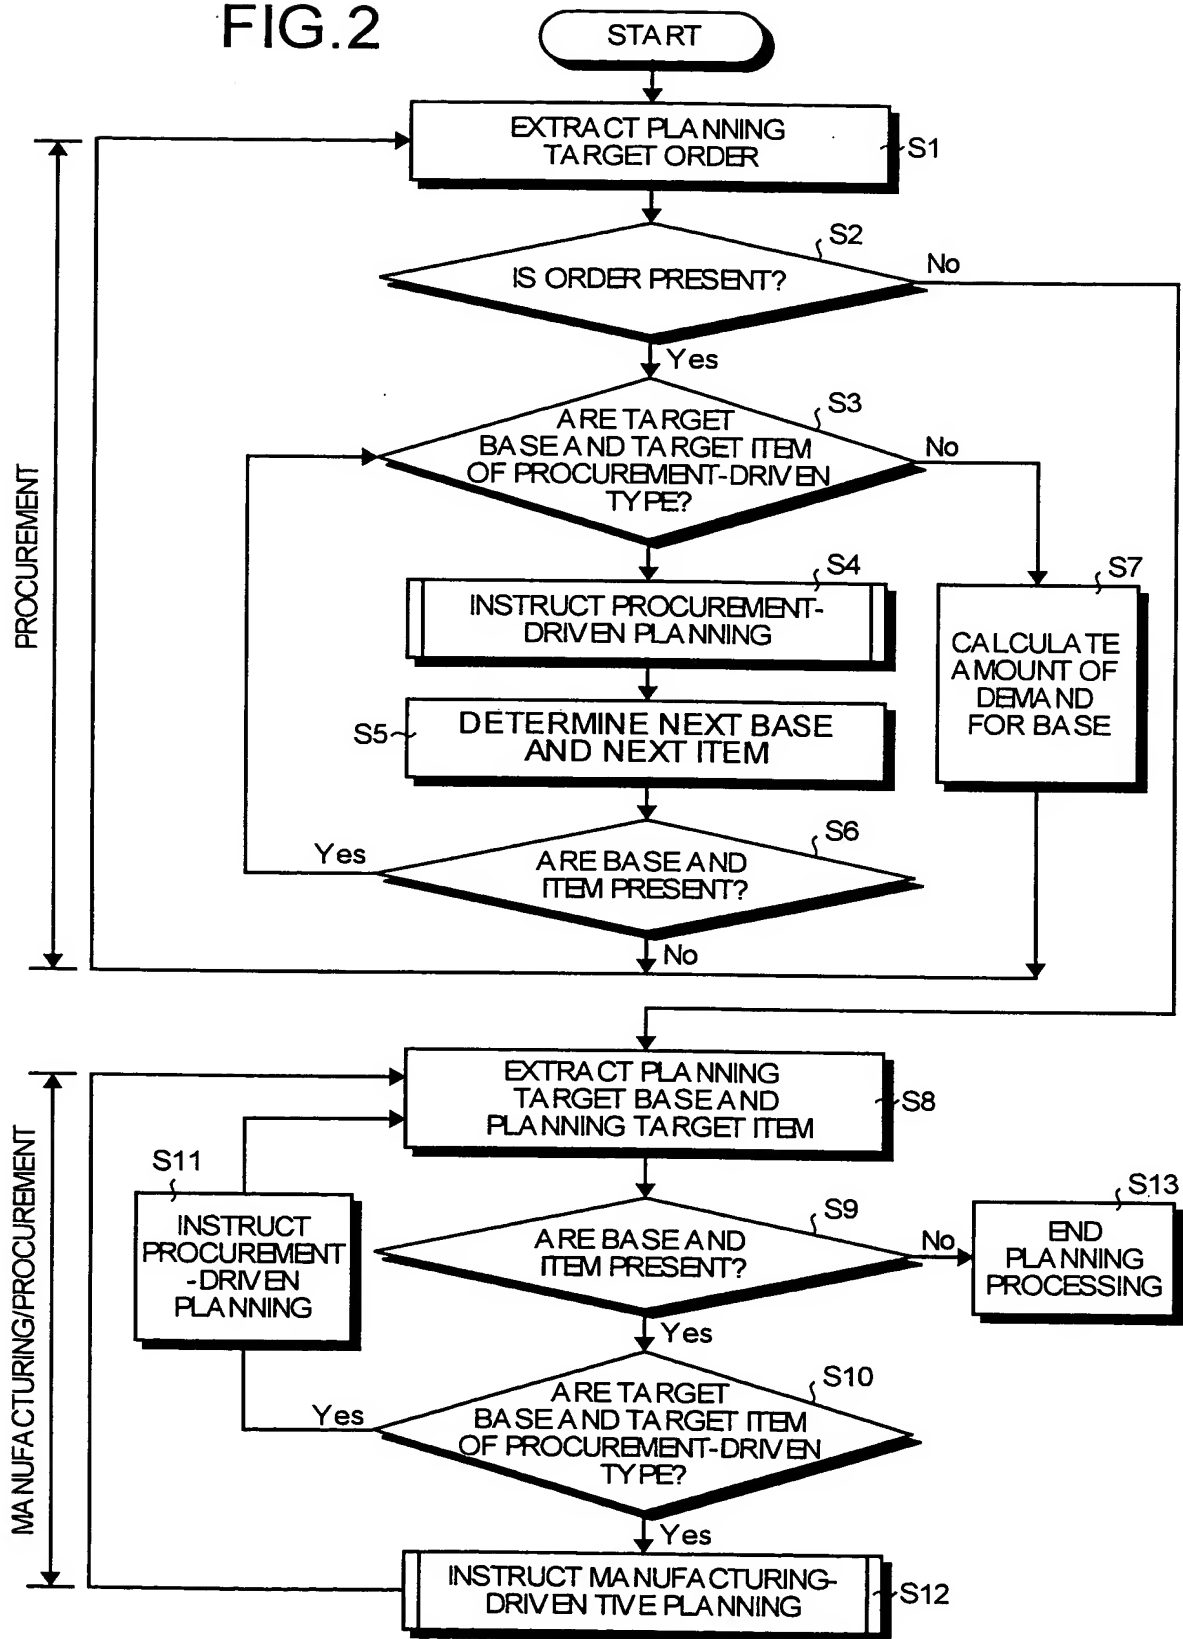 FIG.2
START
EXTRACT PLANNING
TARGET ORDER
S1
S2
IS ORDER PRESENT?
No
Yes
S3
ARE TARGET
BASE AND TARGET ITEM
OF PROCUREMENT-DRIVEN
TYPE?
No
PROCUREMENT
S4
INSTRUCT PROCUREMENT-
DRIVEN PLANNING
S7
CALCULATE
AMOUNT OF
DEMAND
FOR BASE
S5
DETERMINE NEXT BASE
AND NEXT ITEM
S6
Yes
ARE BASE AND
ITEM PRESENT?
No
EXTRACT PLANNING
TARGET BASE AND
PLANNING TARGET ITEM
S8
MANUFACTURING/PROCUREMENT
S11
INSTRUCT
PROCUREMENT
-DRIVEN
PLANNING
S9
ARE BASE AND
ITEM PRESENT?
No
S13
END
PLANNING
PROCESSING
Yes
S10
ARE TARGET
BASE AND TARGET ITEM
OF PROCUREMENT-DRIVEN
TYPE?
Yes
Yes
INSTRUCT MANUFACTURING-
DRIVEN TIVE PLANNING
S12